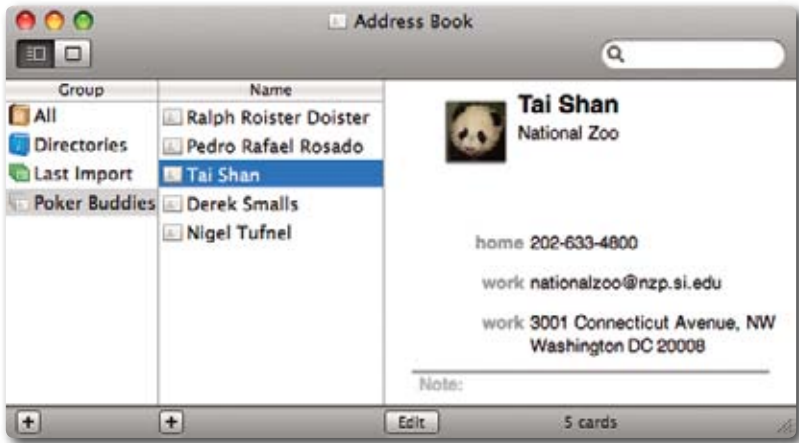 Address Book
Group
Name
All
Directories
Last Import
Poker Buddies
Ralph Roister Doister
Pedro Rafael Rosado
Tai Shan
Derek Smalls
Nigel Tufnel
Tai Shan
National Zoo
home 202-633-4800
work nationalzoo@nzp.si.edu
work 3001 Connecticut Avenue, NW
Washington DC 20008
Note:
+
+
Edit
5 cards